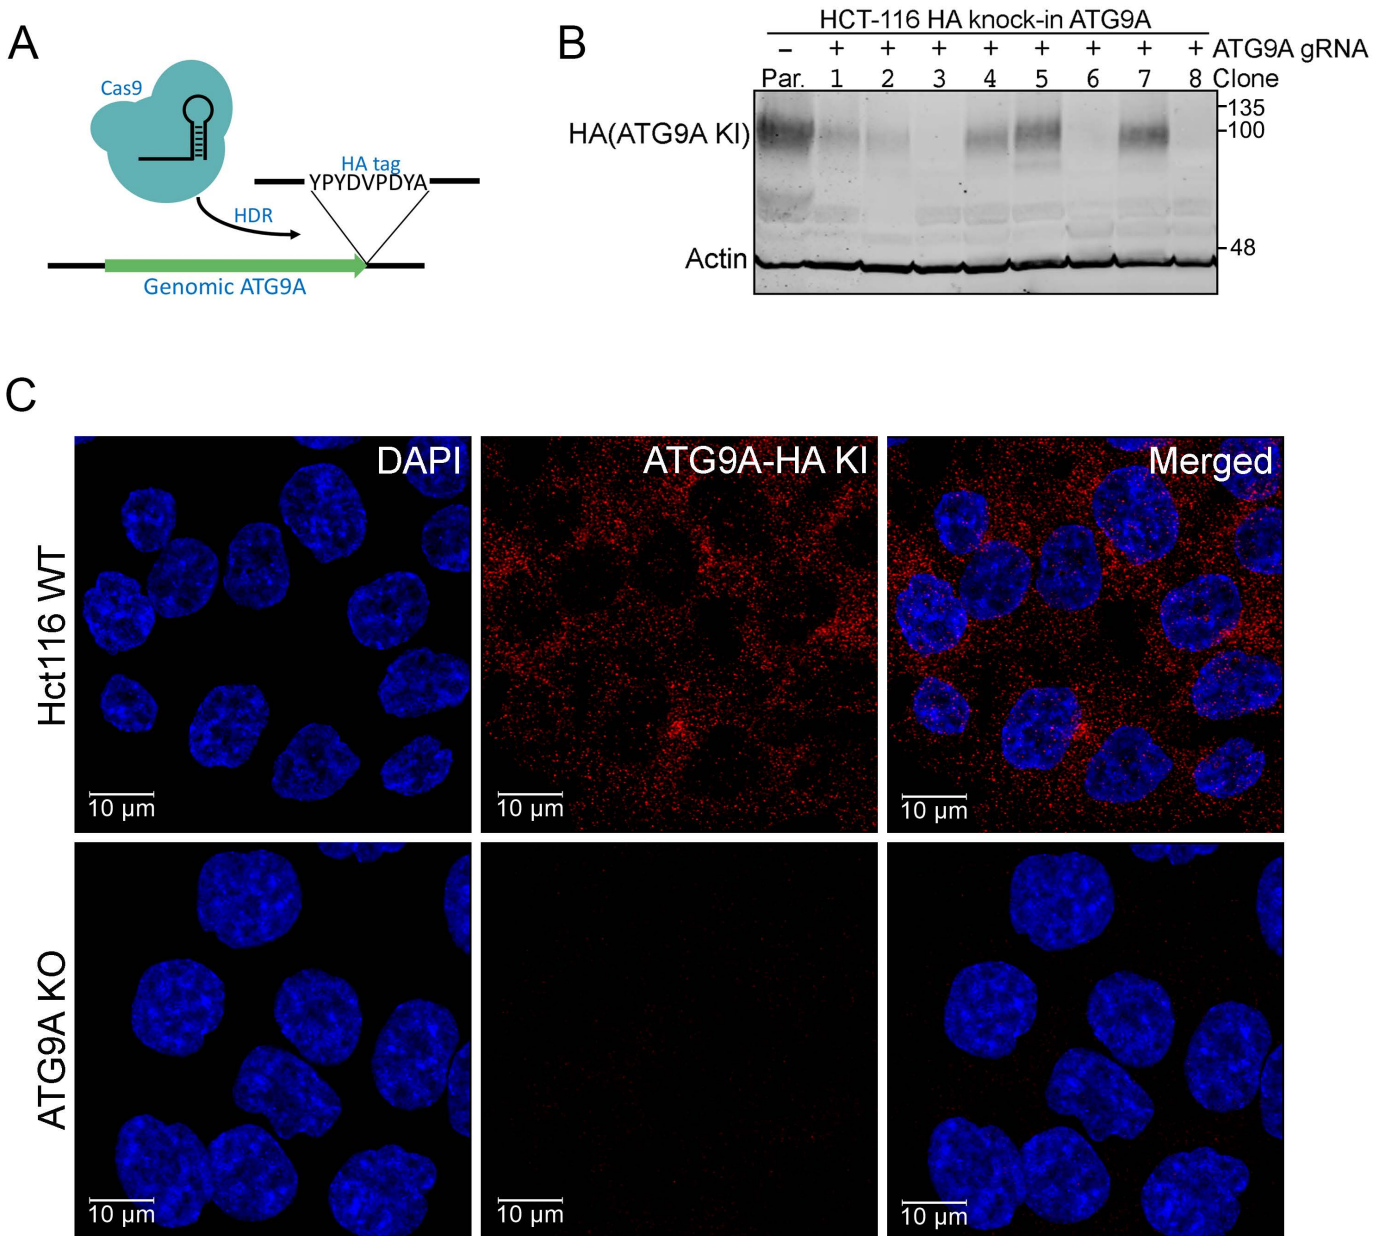 A
Cas9
HA tag
YPYDVPDYA
HDR
Genomic ATG9A
B
HCT-116 HA knock-in ATG9A
– + + + + + + + + ATG9A gRNA
Par. 1 2 3 4 5 6 7 8 Clone
135
HA(ATG9A KI) 100
48
Actin
C
DAPI ATG9A-HA KI Merged
Hct116 WT
10 µm 10 µm 10 µm
ATG9A KO
10 µm 10 µm 10 µm